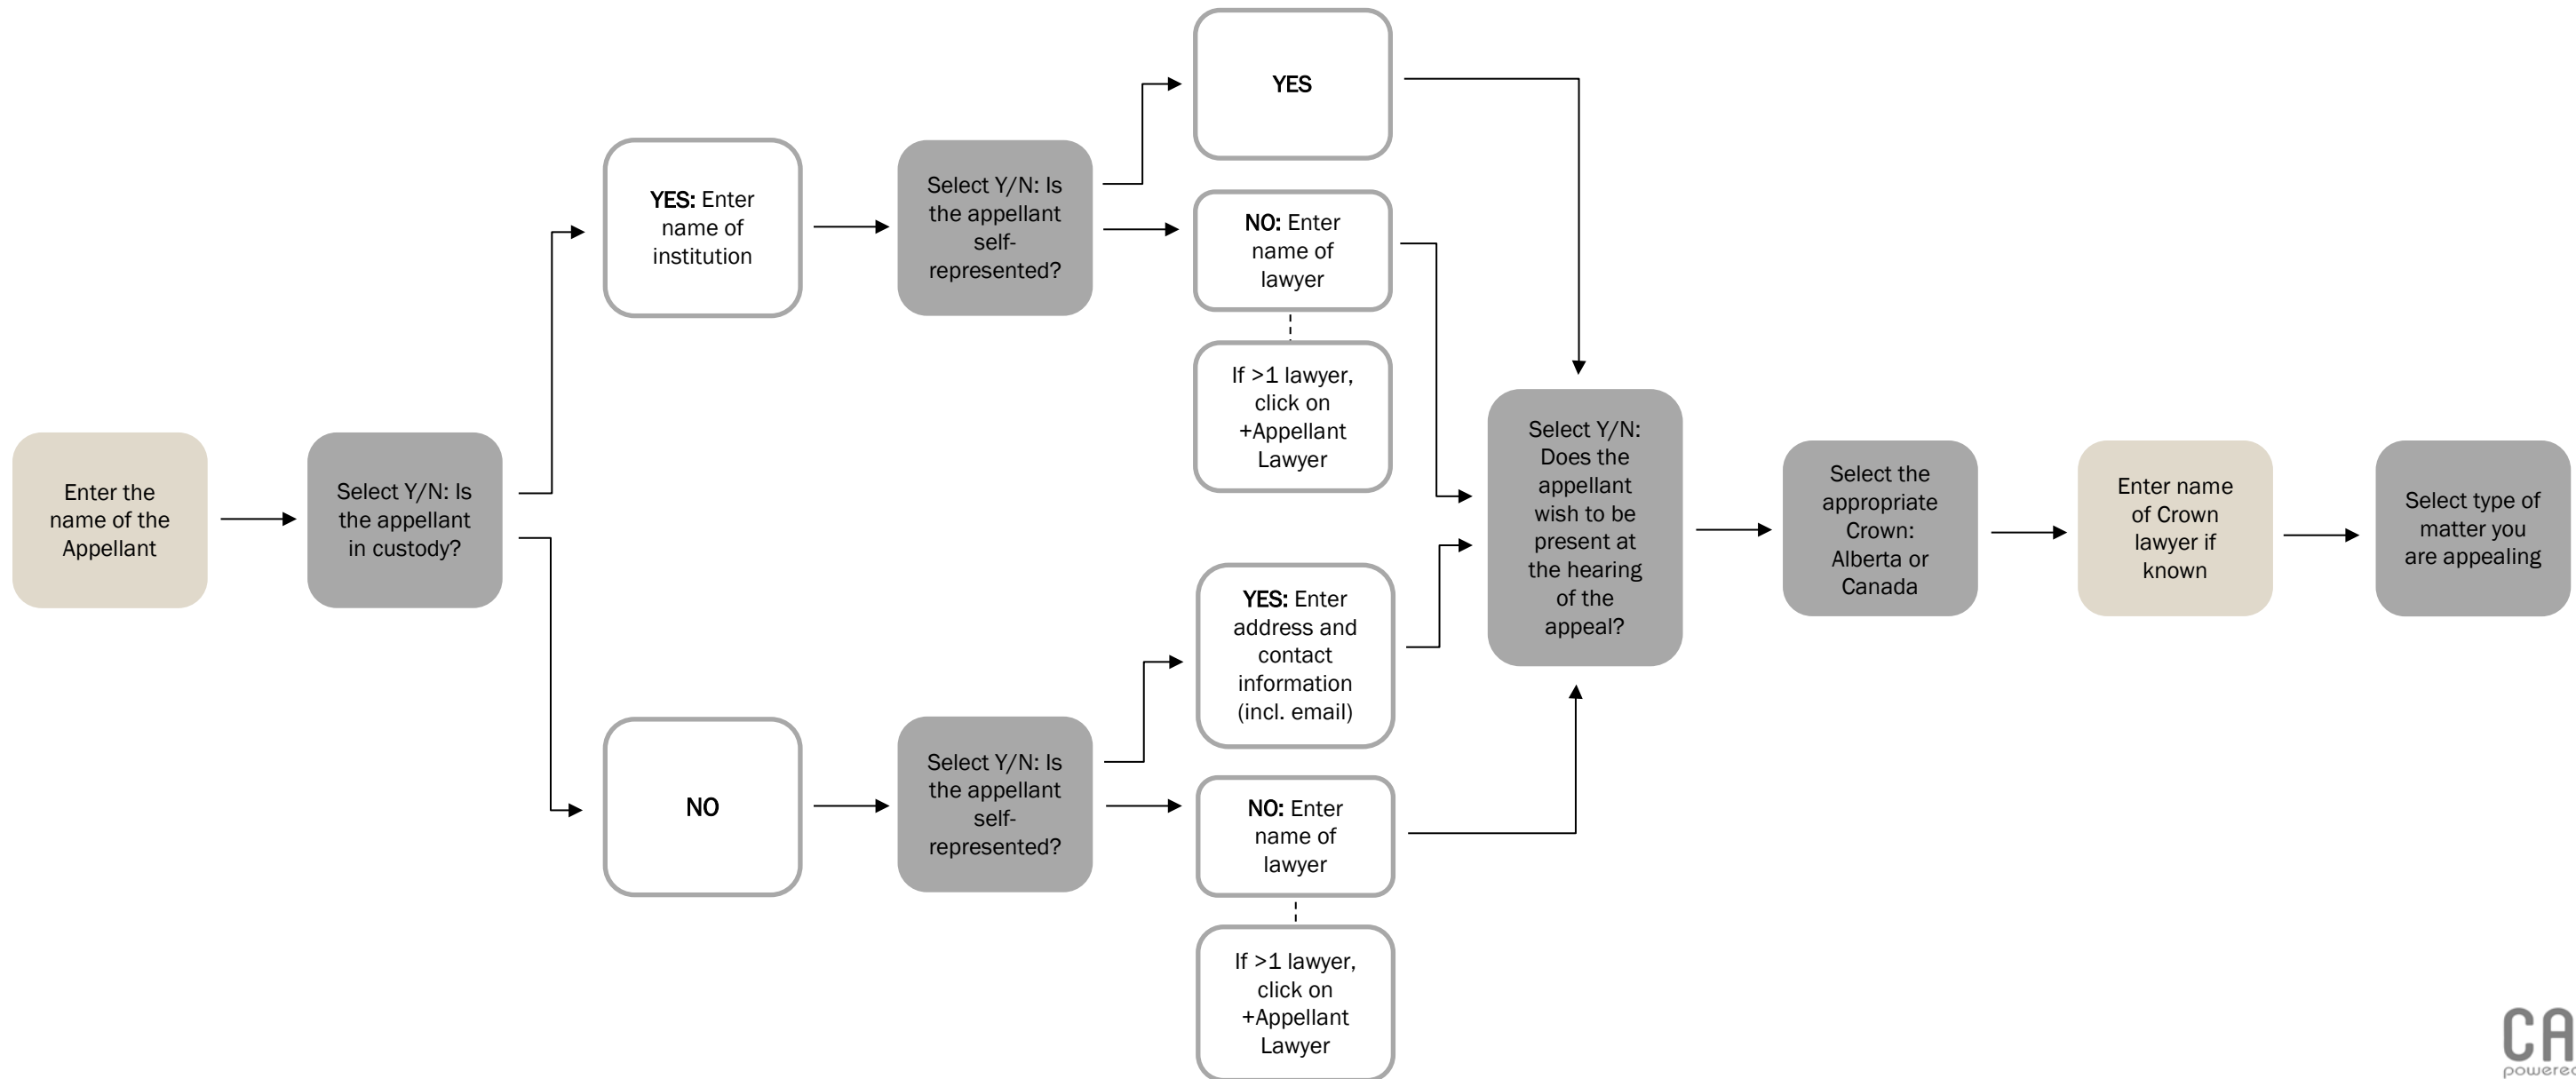 Enter the
name of the
Appellant
Select Y/N: Is
the appellant
in custody?
YES: Enter
name of
institution
Select Y/N: Is
the appellant
self-
represented?
YES
NO: Enter
name of
lawyer
If >1 lawyer,
click on
+Appellant
Lawyer
NO
Select Y/N: Is
the appellant
self-
represented?
YES: Enter
address and
contact
information
(incl. email)
NO: Enter
name of
lawyer
If >1 lawyer,
click on
+Appellant
Lawyer
Select Y/N:
Does the
appellant
wish to be
present at
the hearing
of the
appeal?
Select the
appropriate
Crown:
Alberta or
Canada
Enter name
of Crown
lawyer if
known
Select type of
matter you
are appealing
CA
powered